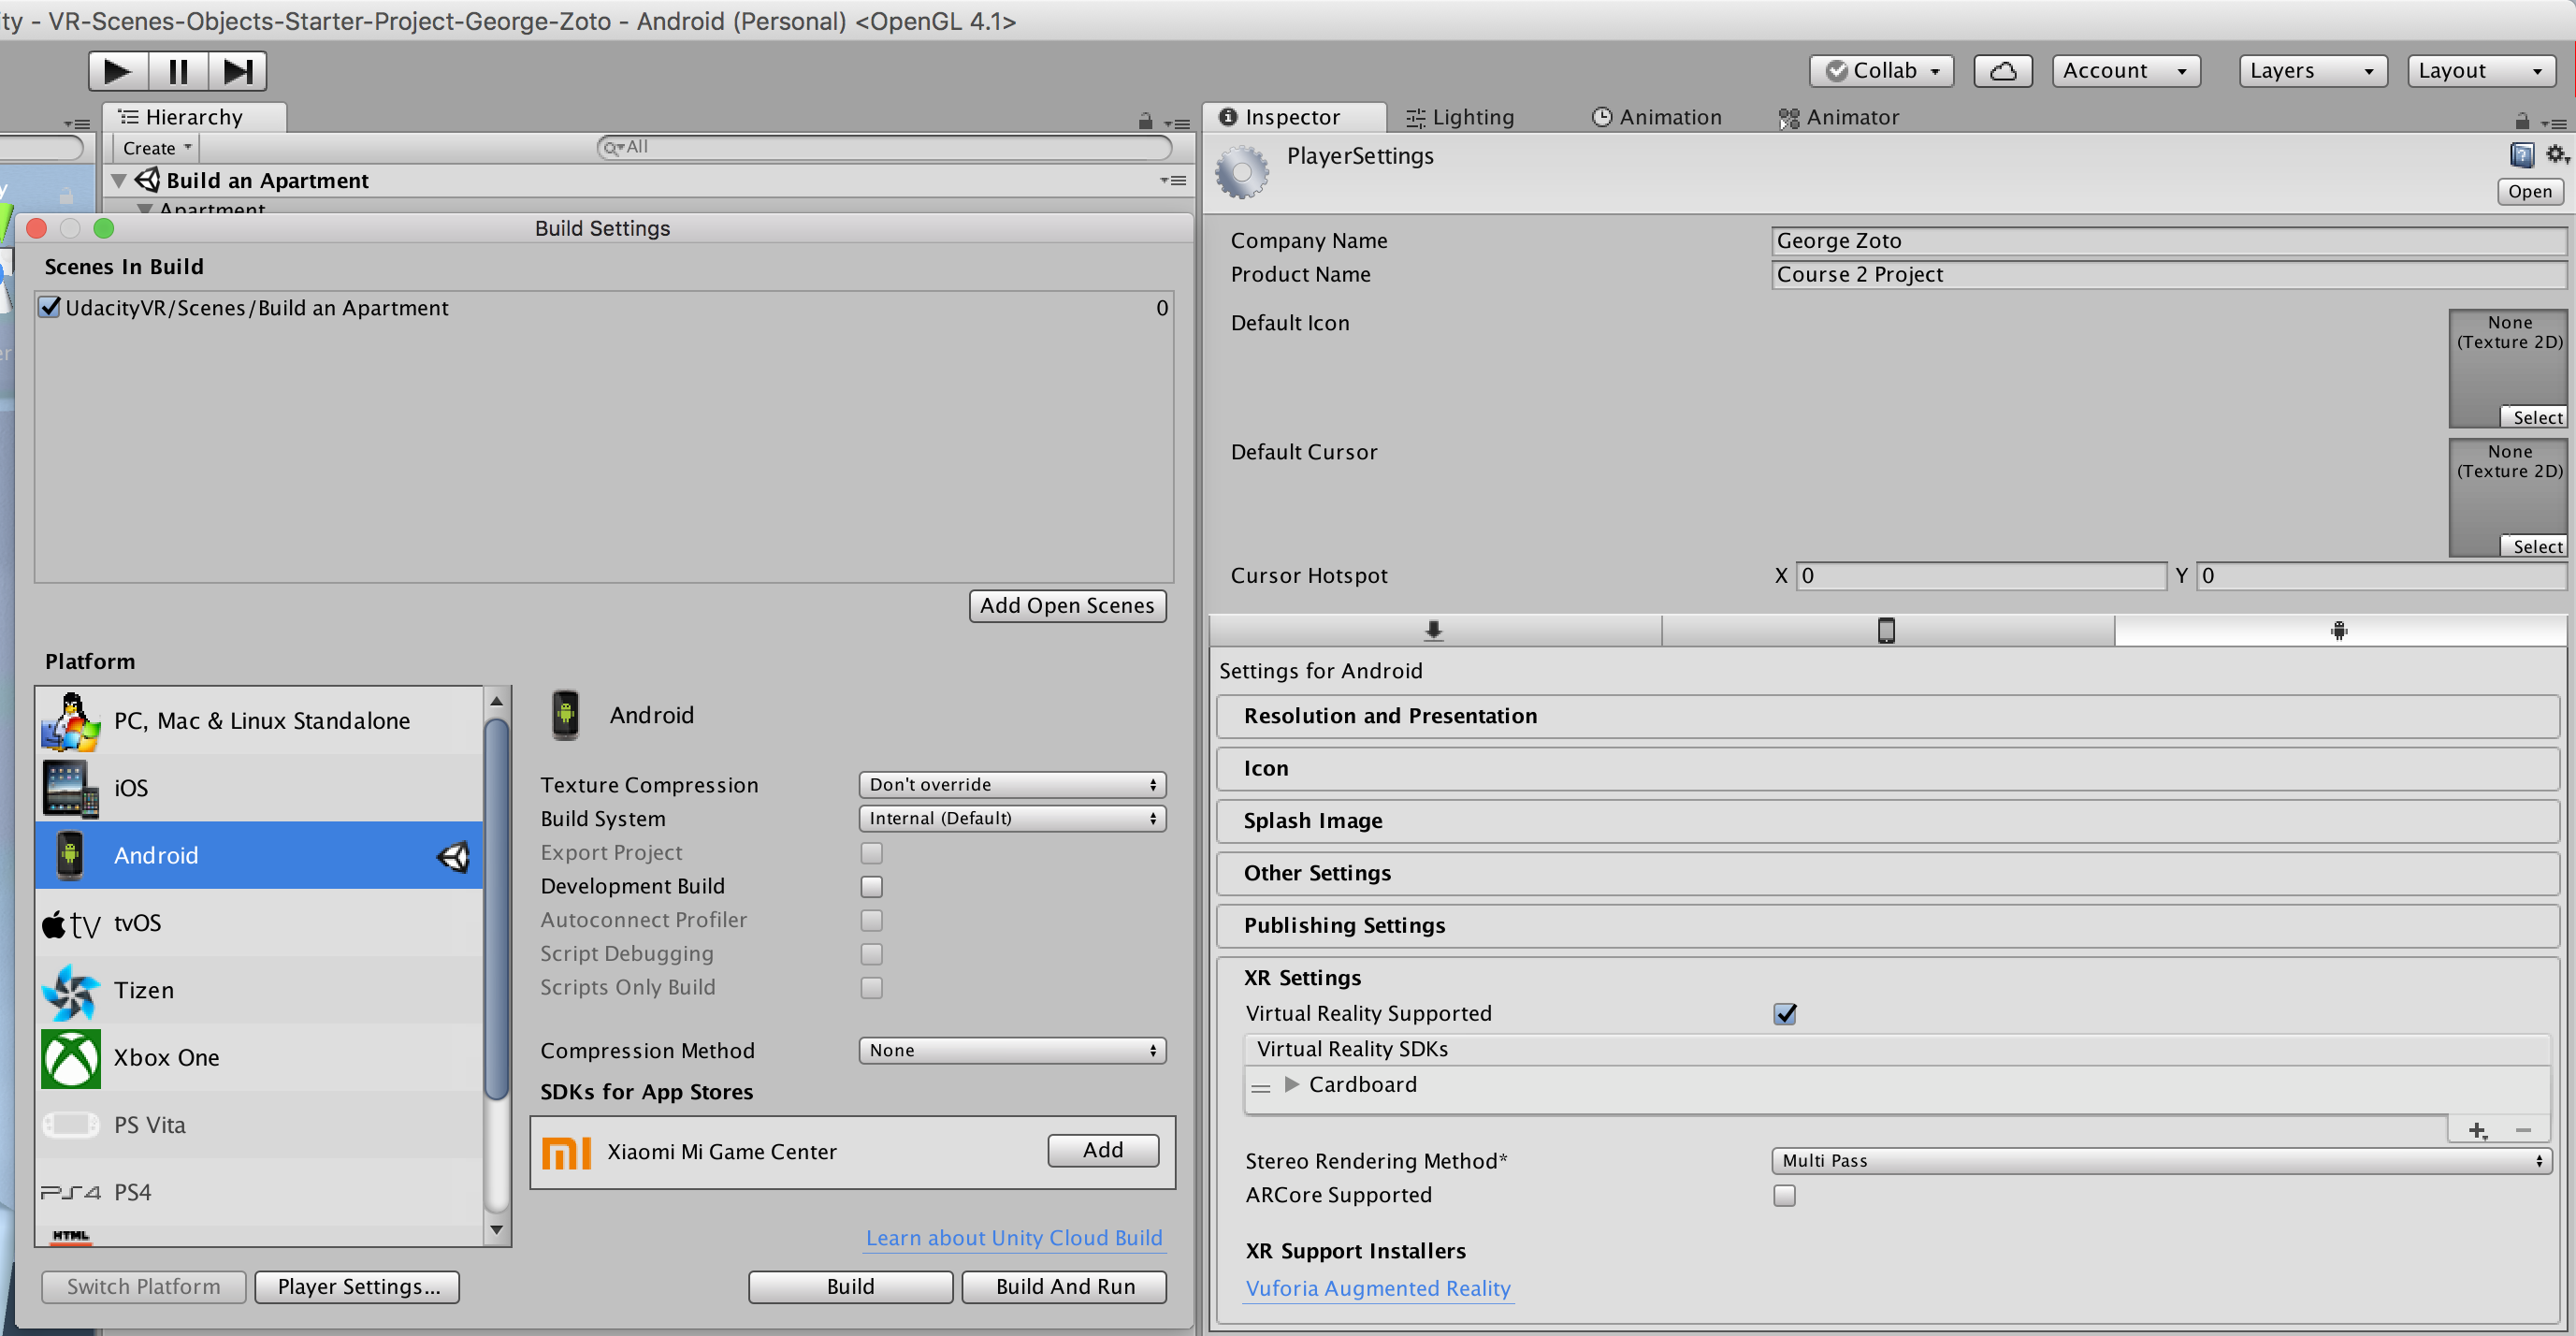 ity - VR-Scenes-Objects-Starter-Project-George-Zoto - Android (Personal) <OpenGL 4.1>
Collab
Account
Layers
Layout
Hierarchy
Create
All
Build an Apartment
Apartment
Build Settings
Scenes In Build
UdacityVR/Scenes/Build an Apartment 0
Add Open Scenes
Platform
PC, Mac & Linux Standalone
iOS
Android
tv tvOS
Tizen
Xbox One
PS Vita
PS4 PS4
HTML
Android
Texture Compression Don't override
Build System Internal (Default)
Export Project
Development Build
Autoconnect Profiler
Script Debugging
Scripts Only Build
Compression Method None
SDKs for App Stores
mi Xiaomi Mi Game Center Add
Learn about Unity Cloud Build
Switch Platform Player Settings... Build Build And Run
Inspector Lighting Animation Animator
PlayerSettings
Open
Company Name George Zoto
Product Name Course 2 Project
Default Icon None
(Texture 2D)
Select
Default Cursor None
(Texture 2D)
Select
Cursor Hotspot X 0 Y 0
Settings for Android
Resolution and Presentation
Icon
Splash Image
Other Settings
Publishing Settings
XR Settings
Virtual Reality Supported
Virtual Reality SDKs
Cardboard
Stereo Rendering Method* Multi Pass
ARCore Supported
XR Support Installers
Vuforia Augmented Reality